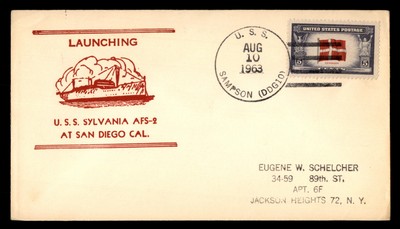 LAUNCHING
U.S.S. SYLVANIA AFS-2
AT SAN DIEGO CAL.
U. S. S.
AUG
10
1963
SAMPSON (DDG10)
UNITED STATES POSTAGE
5
EUGENE W. SCHELCHER
34-59 89th. ST.
APT. 6F
JACKSON HEIGHTS 72, N. Y.